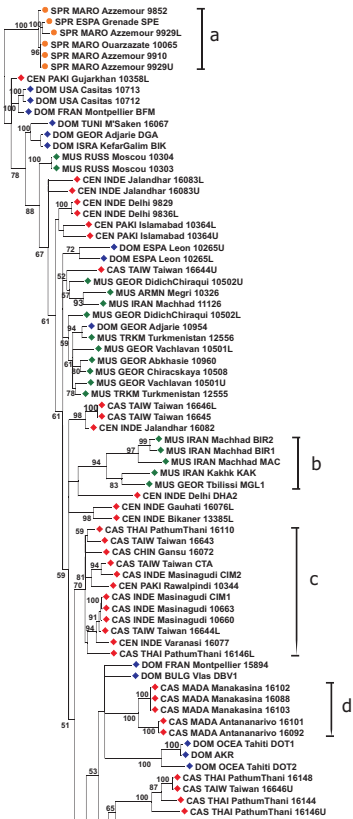 SPR MARO Azzemour 9852
SPR ESPA Grenade SPE
100 100 SPR MARO Azzemour 9929L
a
SPR MARO Ouarzazate 10065
96 SPR MARO Azzemour 9910
SPR MARO Azzemour 9929U
CEN PAKI Gujarkhan 10358L
100 DOM USA Casitas 10713
100 DOM USA Casitas 10712
100 DOM FRAN Montpellier BFM
DOM TUNI M'Saken 16067
100 DOM GEOR Adjarie DGA
DOM ISRA KefarGalim BIK
100 MUS RUSS Moscou 10304
78 MUS RUSS Moscou 10303
CEN INDE Jalandhar 16083L
CEN INDE Jalandhar 16083U
88 100 CEN INDE Delhi 9829
CEN INDE Delhi 9836L
CEN PAKI Islamabad 10364L
CEN PAKI Islamabad 10364U
67 72 DOM ESPA Leon 10265U
DOM ESPA Leon 10265L
52 CAS TAIW Taiwan 16644U
MUS GEOR DidichChiraqui 10502U
57 MUS ARMN Megri 10326
93 MUS IRAN Machhad 11126
61 MUS GEOR DidichChiraqui 10502L
94 DOM GEOR Adjarie 10954
59 MUS TRKM Turkmenistan 12556
MUS GEOR Vachlavan 10501L
61 MUS GEOR Abkhasie 10960
80 MUS GEOR Chiracskaya 10508
MUS GEOR Vachlavan 10501U
78 MUS TRKM Turkmenistan 12555
100 CAS TAIW Taiwan 16646L
61 98 CAS TAIW Taiwan 16645
CEN INDE Jalandhar 16082
99 MUS IRAN Machhad BIR2
97 MUS IRAN Machhad BIR1
94 MUS IRAN Machhad MAC
b
MUS IRAN Kakhk KAK
83 MUS GEOR Tbilissi MGL1
CEN INDE Delhi DHA2
CEN INDE Gauhati 16076L
98 CEN INDE Bikaner 13385L
59 CAS THAI PathumThani 16110
CAS TAIW Taiwan 16643
CAS CHIN Gansu 16072
94 CAS TAIW Taiwan CTA
59 81 CAS INDE Masinagudi CIM2
c
70 CEN PAKI Rawalpindi 10344
100 CAS INDE Masinagudi CIM1
CAS INDE Masinagudi 10663
91 CAS INDE Masinagudi 10660
94 CAS TAIW Taiwan 16644L
CEN INDE Varanasi 16077
CAS THAI PathumThani 16146L
DOM FRAN Montpellier 15894
DOM BULG Vlas DBV1
CAS MADA Manakasina 16102
100 CAS MADA Manakasina 16088
d
CAS MADA Manakasina 16103
51 100 CAS MADA Antananarivo 16101
100 CAS MADA Antananarivo 16092
DOM OCEA Tahiti DOT1
100 DOM AKR
100 DOM OCEA Tahiti DOT2
53 100 CAS THAI PathumThani 16148
87 CAS TAIW Taiwan 16646U
100 CAS THAI PathumThani 16144
65 CAS THAI PathumThani 16146U